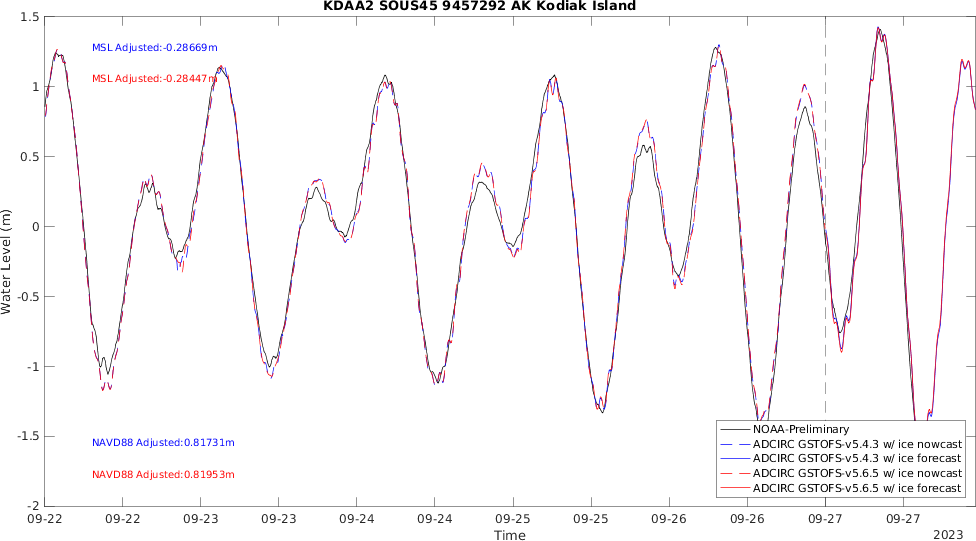 KDAA2 SOUS45 9457292 AK Kodiak Island
1.5
MSL Adjusted:-0.28669m
MSL Adjusted:-0.28447m
1
0.5
0
-0.5
-1
-1.5
-2
Water Level (m)
NAVD88 Adjusted:0.81731m
NAVD88 Adjusted:0.81953m
NOAA-Preliminary
ADCIRC GSTOFS-v5.4.3 w/ ice nowcast
ADCIRC GSTOFS-v5.4.3 w/ ice forecast
ADCIRC GSTOFS-v5.6.5 w/ ice nowcast
ADCIRC GSTOFS-v5.6.5 w/ ice forecast
09-22 09-22 09-23 09-23 09-24 09-24 09-25 09-25 09-26 09-26 09-27 09-27
Time
2023